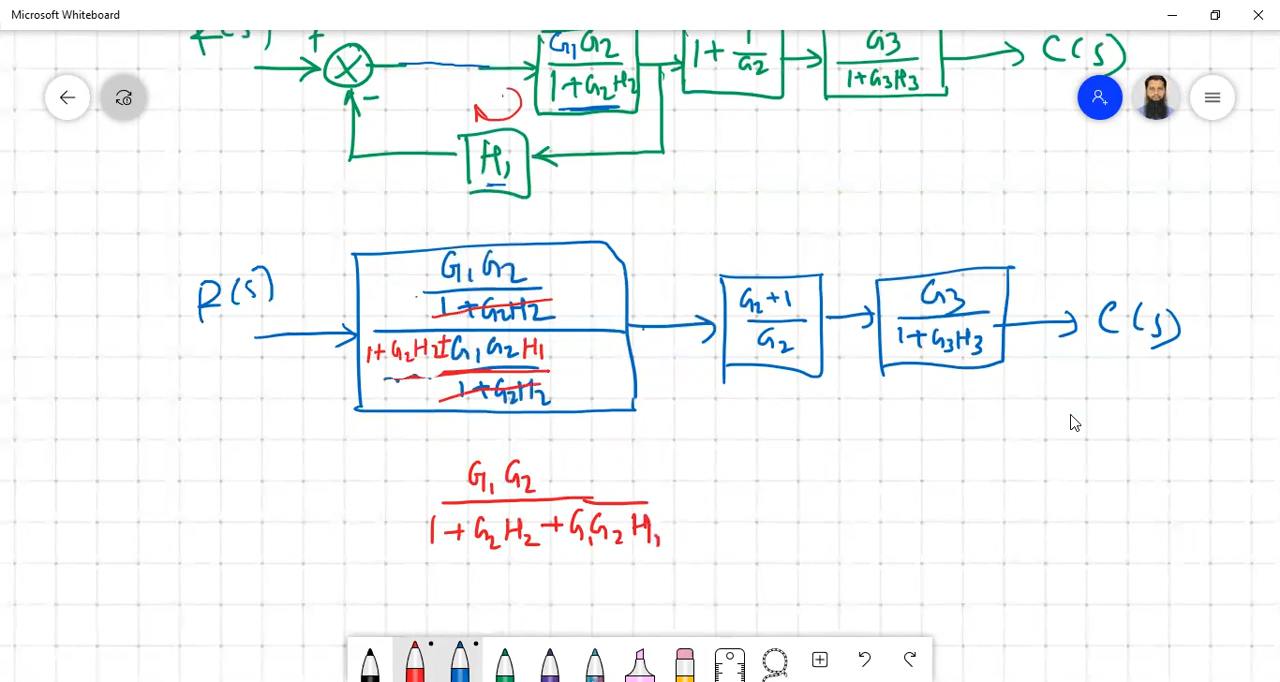 Microsoft Whiteboard
R(s) +
G1G2
1+G2H2
1+ 1
G2
G3
1+G3H3
C(s)
-
H1
R(s)
G1G2
1+G2H2
1+G2H2+G1G2H1
1+G2H2
G2+1
G2
G3
1+G3H3
C(s)
G1G2
1+G2H2+G1G2H1